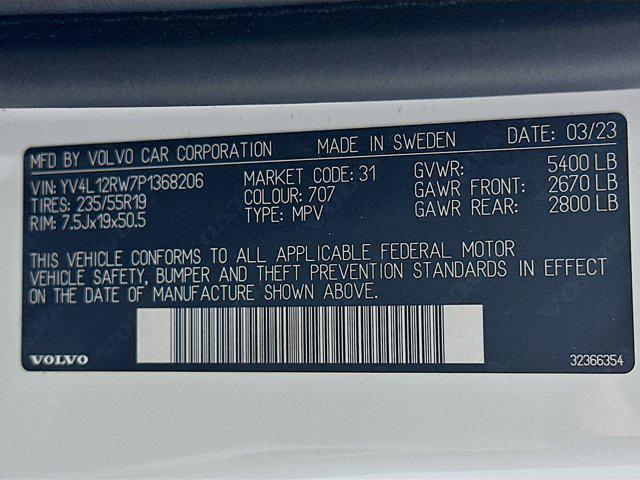 MFD BY VOLVO CAR CORPORATION MADE IN SWEDEN DATE: 03/23
VIN: YV4L12RW7P1368206 MARKET CODE: 31 GVWR: 5400 LB
TIRES: 235/55R19 COLOUR: 707 GAWR FRONT: 2670 LB
RIM: 7.5Jx19x50.5 TYPE: MPV GAWR REAR: 2800 LB
THIS VEHICLE CONFORMS TO ALL APPLICABLE FEDERAL MOTOR
VEHICLE SAFETY, BUMPER AND THEFT PREVENTION STANDARDS IN EFFECT
ON THE DATE OF MANUFACTURE SHOWN ABOVE.
VOLVO 32366354